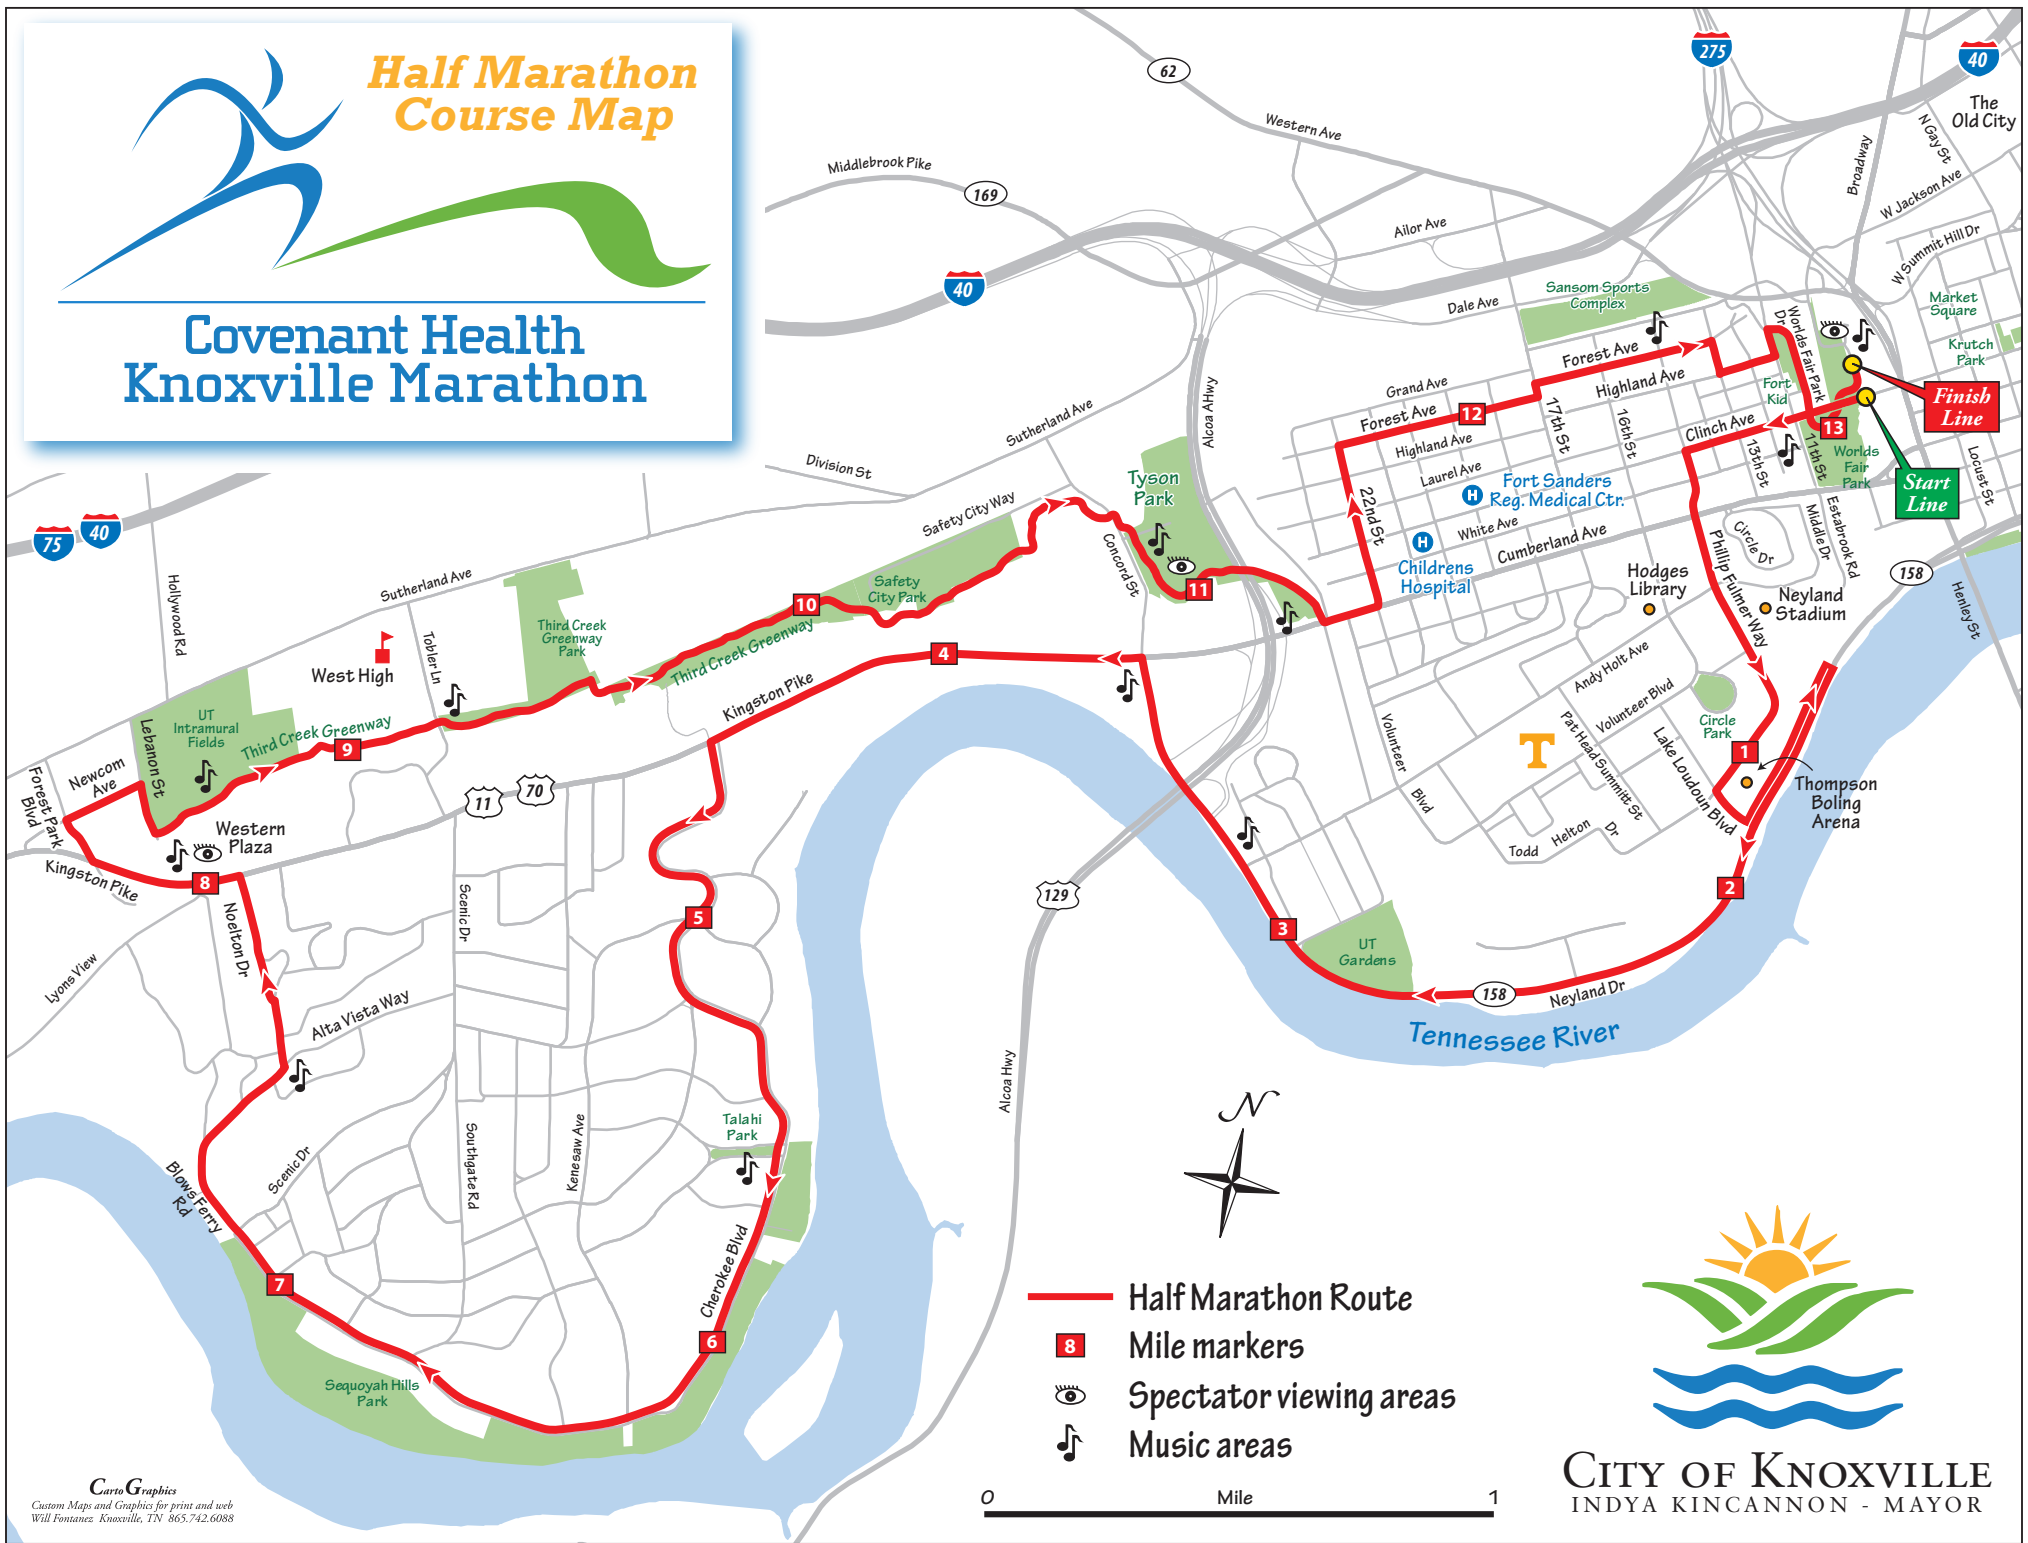 Half Marathon
Course Map
Covenant Health
Knoxville Marathon
62
275
40
The
Old City
Western Ave
N Gay St
Broadway
Middlebrook Pike
169
W Jackson Ave
Ailor Ave
W Summit Hill Dr
40
Sansom Sports
Complex
Dale Ave
Market
Square
Worlds Fair Park
Dr
Krutch
Park
Forest Ave
Highland Ave
Grand Ave
Fort
Kid
Finish
Line
Alcoa AHwy
12
Forest Ave
17th St
16th St
Clinch Ave
13
Sutherland Ave
Highland Ave
13th St
11th St
Worlds
Fair
Park
Locust St
Division St
Laurel Ave
Tyson
Park
Fort Sanders
Reg. Medical Ctr.
H
Start
Line
22nd St
Safety City Way
White Ave
Cumberland Ave
Circle Dr
Middle Dr
Estabrook Rd
75
40
H
Childrens
Hospital
Concord St
Phillip Fulmer Way
158
Hodges
Library
Neyland
Stadium
Henley St
Hollywood Rd
Sutherland Ave
Safety
City Park
10
11
Third Creek
Greenway
Park
Tobler Ln
West High
Third Creek Greenway
4
Andy Holt Ave
Kingston Pike
Volunteer Blvd
UT
Intramural
Fields
Lebanon St
Third Creek Greenway
9
Circle
Park
1
Pat Head Summitt St
Lake Loudoun Blvd
T
Volunteer
Blvd
Newcom
Ave
Forest Park
Blvd
11
70
Thompson
Boling
Arena
Western
Plaza
Todd
Helton
Dr
Kingston Pike
8
129
2
Noelton Dr
Scenic Dr
5
3
UT
Gardens
Lyons View
158
Neyland Dr
Alta Vista Way
Tennessee River
Alcoa Hwy
Talahi
Park
Southgate Rd
Kenesaw Ave
Scenic Dr
Blows Ferry
Rd
N
Cherokee Blvd
7
6
Sequoyah Hills
Park
Half Marathon Route
8
Mile markers
Spectator viewing areas
Music areas
0
Mile
1
City of Knoxville
Indya Kincannon - Mayor
CartoGraphics
Custom Maps and Graphics for print and web
Will Fontanez Knoxville, TN 865.742.6088